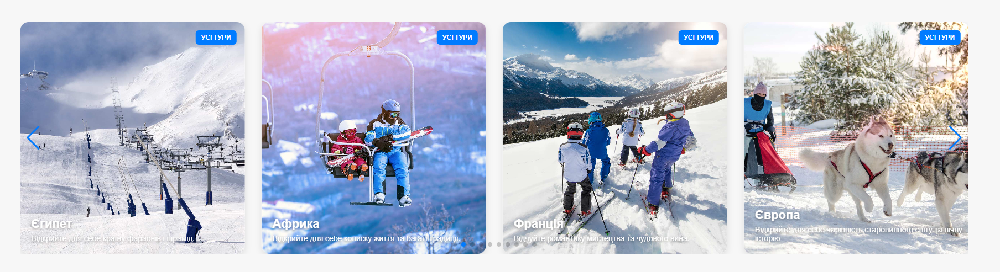 УСІ ТУРИ
Єгипет
Відкрийте для себе країну фараонів і пірамід.
УСІ ТУРИ
88
Африка
Відкрийте для себе колиску життя та багаті традиції.
УСІ ТУРИ
Франція
Відчуйте романтику мистецтва та чудового вина.
УСІ ТУРИ
Європа
Відкрийте для себе чарівність старовинного світу та вічну
історію